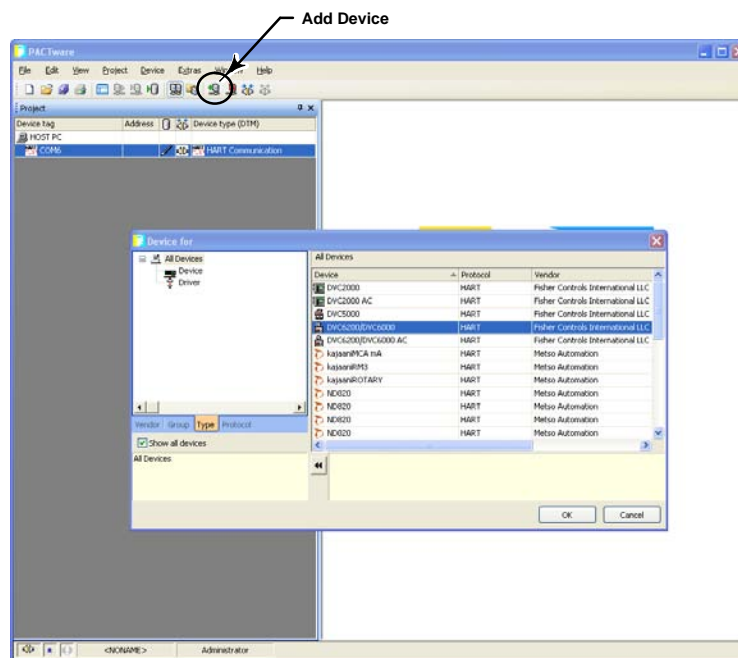 Add Device
PACTware
File Edit View Project Device Extras Window Help
Project
Device tag Address Device type (DTM)
HOST PC
COM6 HART Communication
Device for
All Devices
Device
Driver
All Devices
Device Protocol Vendor
DVC2000 HART Fisher Controls International LLC
DVC2000 AC HART Fisher Controls International LLC
DVC5000 HART Fisher Controls International LLC
DVC6200/DVC6000 HART Fisher Controls International LLC
DVC6200/DVC6000 AC HART Fisher Controls International LLC
kajaaniMCA mA HART Metso Automation
kajaaniRM3 HART Metso Automation
kajaaniROTARY HART Metso Automation
ND820 HART Metso Automation
ND820 HART Metso Automation
ND820 HART Metso Automation
ND820 HART Metso Automation
Vendor Group Type Protocol
Show all devices
All Devices
OK Cancel
<NONAME> Administrator